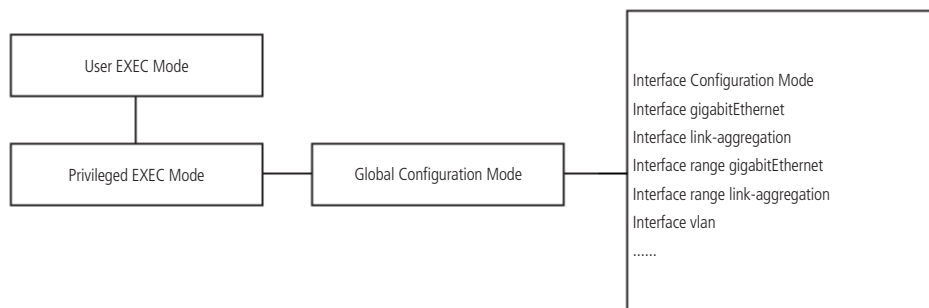 User EXEC Mode
Privileged EXEC Mode
Global Configuration Mode
Interface Configuration Mode
Interface gigabitEthernet
Interface link-aggregation
Interface range gigabitEthernet
Interface range link-aggregation
Interface vlan
......